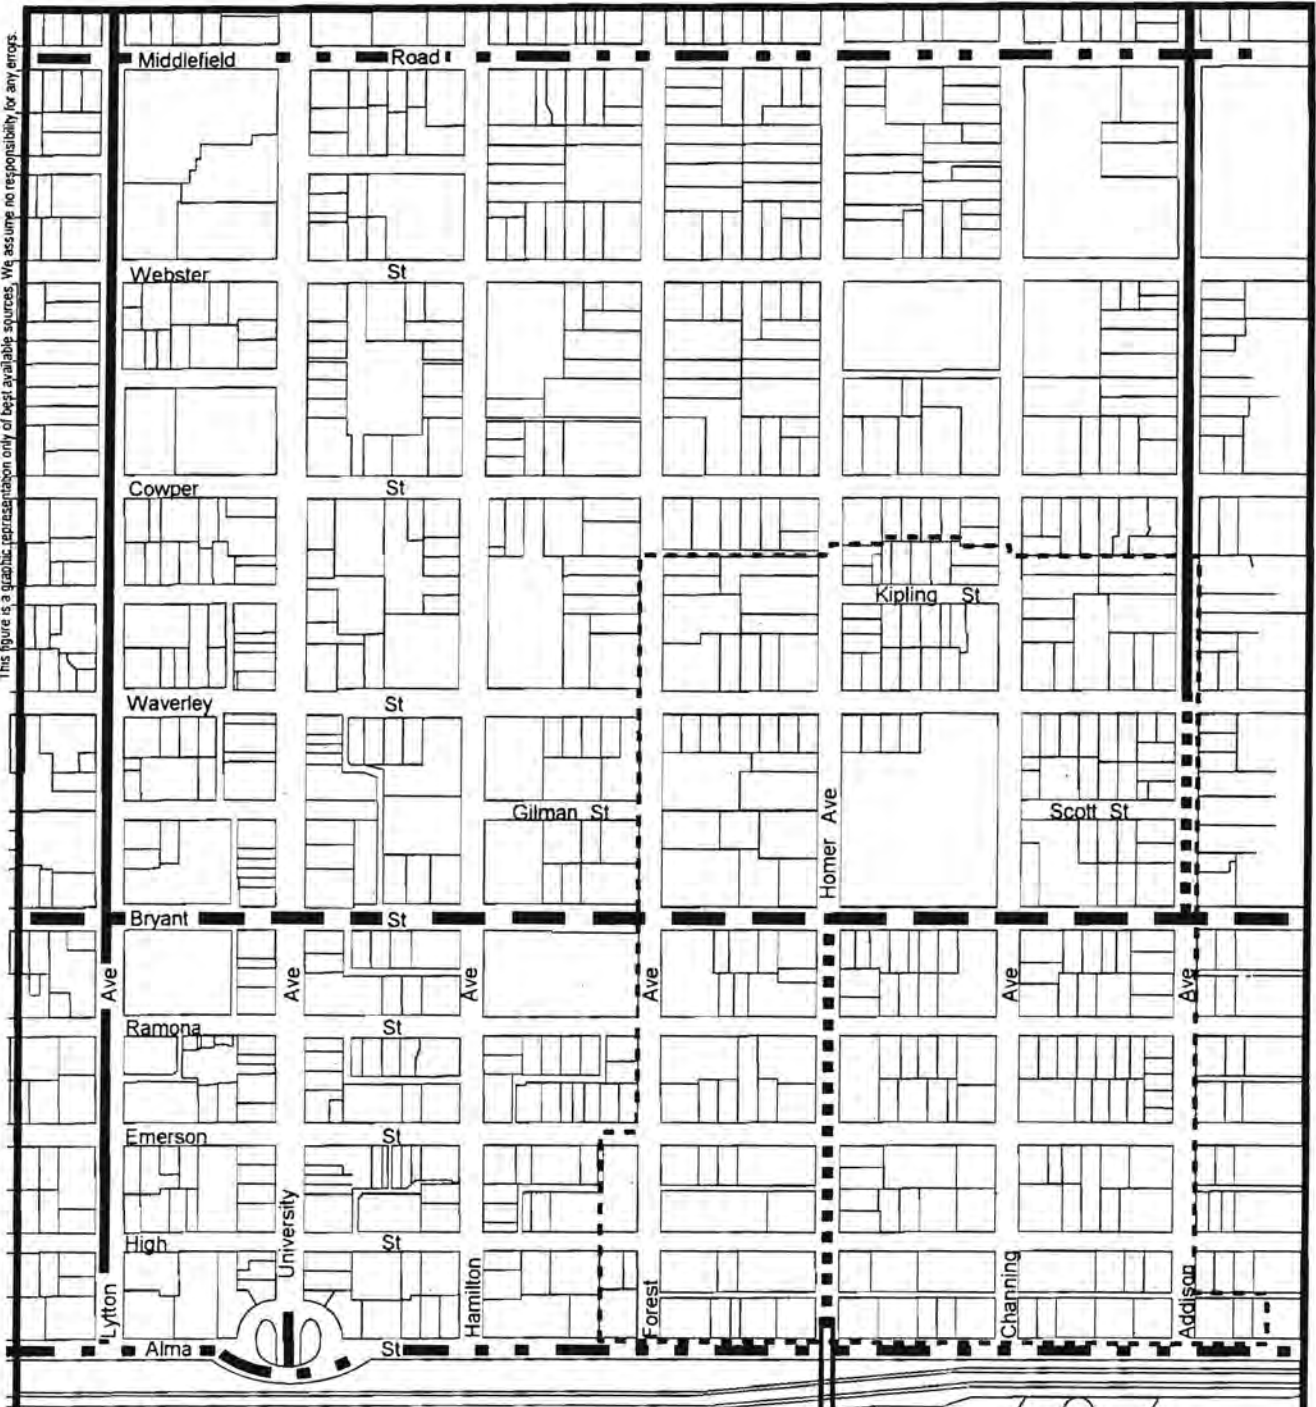 This figure is a graphic representation only of best available sources. We assume no responsibility for any errors.
Middlefield Road
Webster St
Cowper St
Kipling St
Waverley St
Gilman St
Scott St
Homer Ave
Bryant St
Ave
Ave
Ave
Ave
Ave
Ave
Ramona St
Emerson St
High St
Lytton
University
Hamilton
Forest
Channing
Addison
Alma St